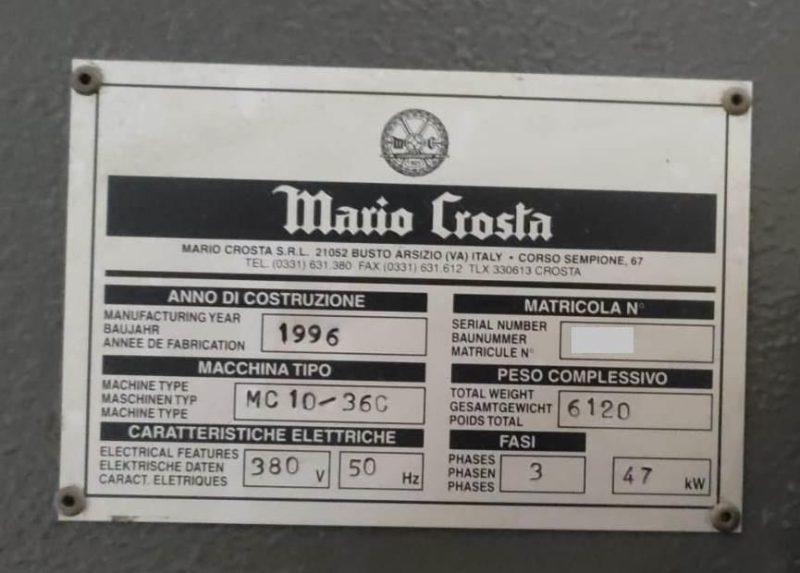 M C
Mario Crosta
MARIO CROSTA S.R.L. 21052 BUSTO ARSIZIO (VA) ITALY • CORSO SEMPIONE, 67
TEL. (0331) 631.380 FAX (0331) 631.612 TLX 330613 CROSTA
ANNO DI COSTRUZIONE
MANUFACTURING YEAR
BAUJAHR
ANNEE DE FABRICATION
1996
MATRICOLA N°
SERIAL NUMBER
BAUNUMMER
MATRICULE N°
MACCHINA TIPO
MACHINE TYPE
MASCHINEN TYP
MACHINE TYPE
MC 10-36C
PESO COMPLESSIVO
TOTAL WEIGHT
GESAMTGEWICHT
POIDS TOTAL
6120
CARATTERISTICHE ELETTRICHE
ELECTRICAL FEATURES
ELEKTRISCHE DATEN
CARACT. ELETRIQUES
380 V
50 Hz
FASI
PHASES
PHASEN
PHASES
3
47 kW